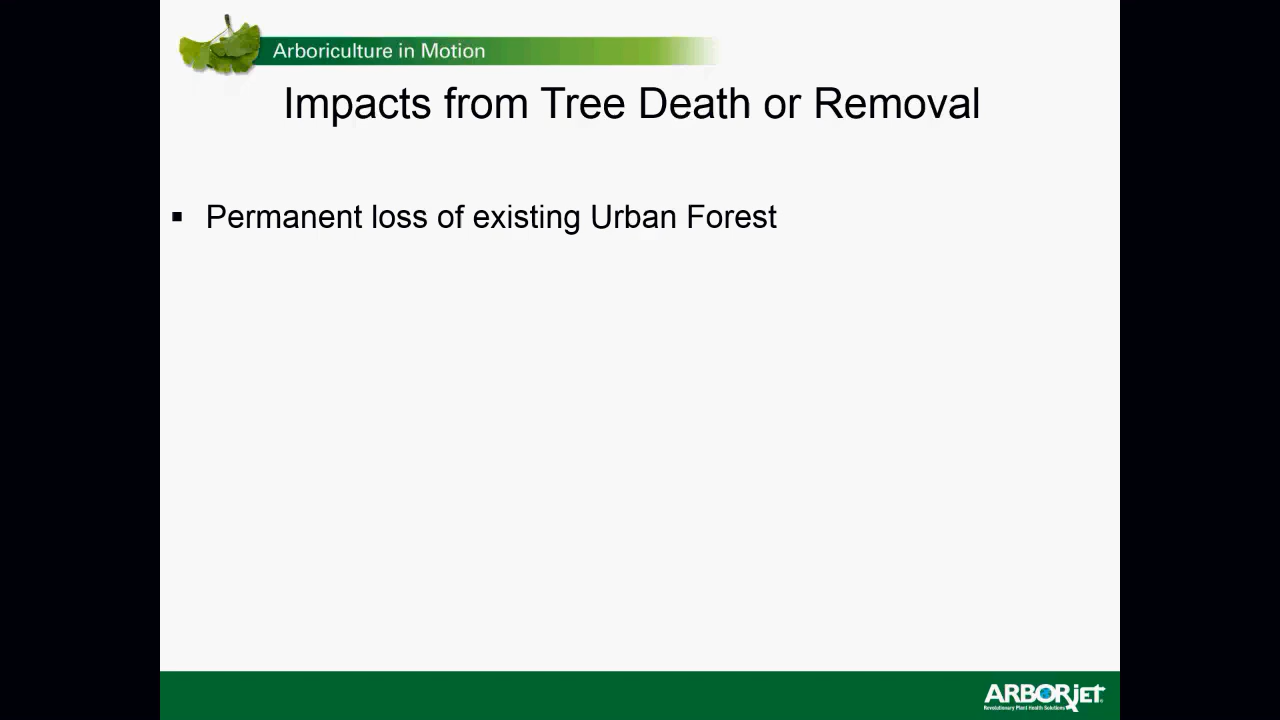 Arboriculture in Motion
Impacts from Tree Death or Removal
▪ Permanent loss of existing Urban Forest
ARBORjet
Revolutionary Plant Health Solutions